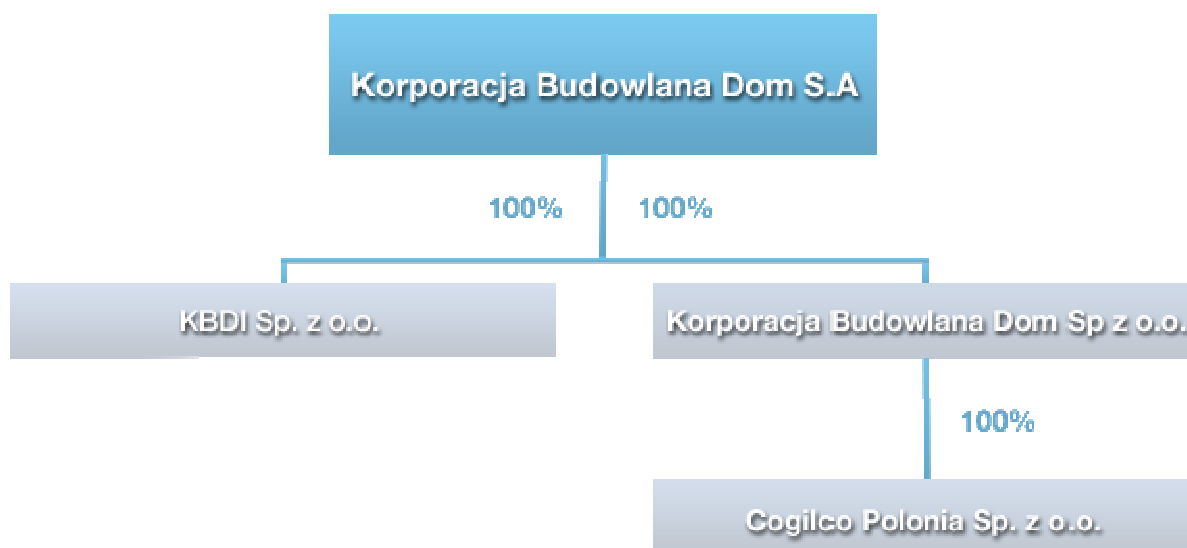 Korporacja Budowlana Dom S.A
100% 100%
KBDI Sp. z o.o.
Korporacja Budowlana Dom Sp z o.o.
100%
Cogilco Polonia Sp. z o.o.